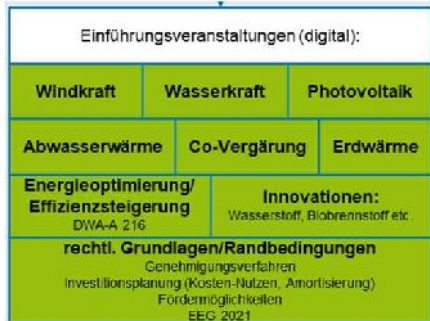 Einführungsveranstaltungen (digital):
Windkraft Wasserkraft Photovoltaik
Abwasserwärme Co-Vergärung Erdwärme
Energieoptimierung/
Effizienzsteigerung
DWA-A 216
Innovationen:
Wasserstoff, Biobrennstoff etc.
rechtl. Grundlagen/Randbedingungen
Genehmigungsverfahren
Investitionsplanung (Kosten-Nutzen, Amortisierung)
Fördermöglichkeiten
EEG 2021